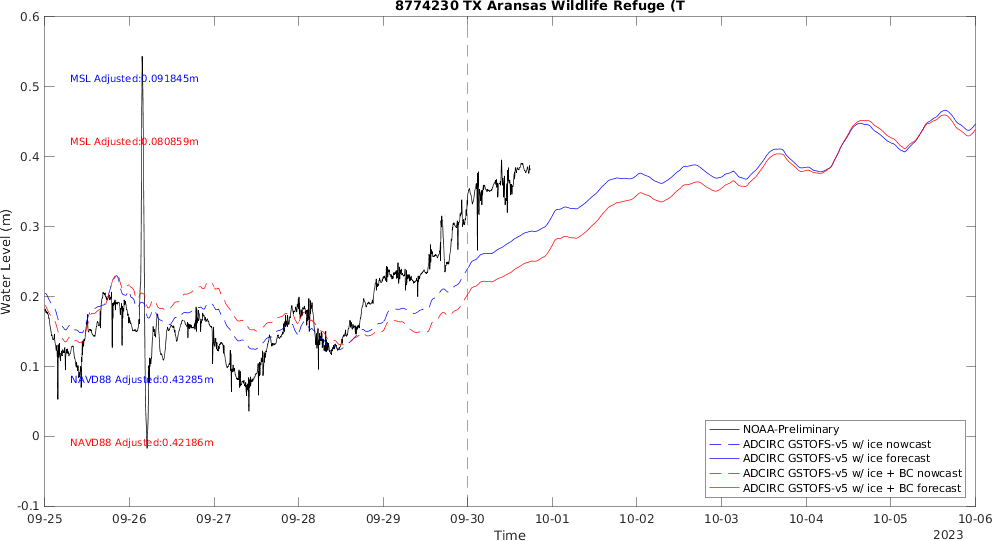 8774230 TX Aransas Wildlife Refuge (T
0.6
0.5
0.4
0.3
0.2
0.1
0
-0.1
Water Level (m)
MSL Adjusted:0.091845m
MSL Adjusted:0.080859m
NAVD88 Adjusted:0.43285m
NAVD88 Adjusted:0.42186m
NOAA-Preliminary
ADCIRC GSTOFS-v5 w/ ice nowcast
ADCIRC GSTOFS-v5 w/ ice forecast
ADCIRC GSTOFS-v5 w/ ice + BC nowcast
ADCIRC GSTOFS-v5 w/ ice + BC forecast
09-25 09-26 09-27 09-28 09-29 09-30 10-01 10-02 10-03 10-04 10-05 10-06
Time
2023